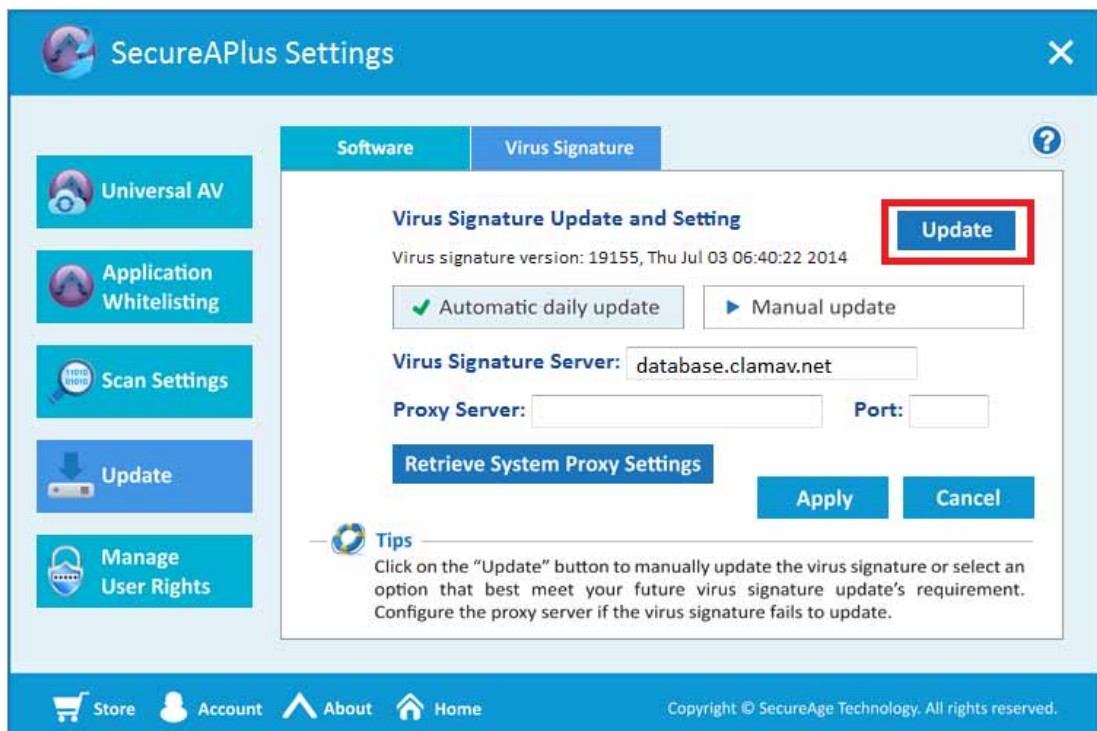 SecureAPlus Settings
Software
Virus Signature
Universal AV
Application
Whitelisting
Scan Settings
Update
Manage
User Rights
Virus Signature Update and Setting
Update
Virus signature version: 19155, Thu Jul 03 06:40:22 2014
Automatic daily update
Manual update
Virus Signature Server: database.clamav.net
Proxy Server:
Port:
Retrieve System Proxy Settings
Apply
Cancel
Tips
Click on the “Update” button to manually update the virus signature or select an
option that best meet your future virus signature update’s requirement.
Configure the proxy server if the virus signature fails to update.
Store
Account
About
Home
Copyright © SecureAge Technology. All rights reserved.